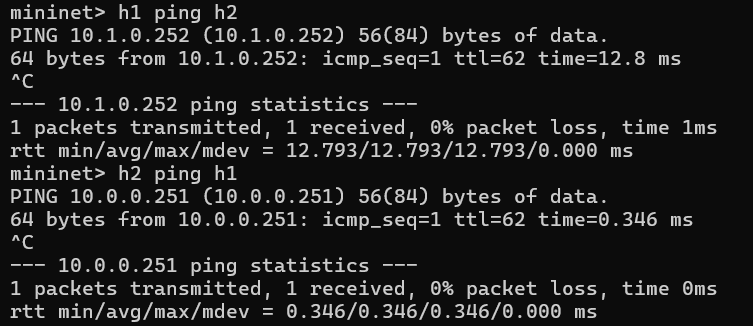 mininet> h1 ping h2
PING 10.1.0.252 (10.1.0.252) 56(84) bytes of data.
64 bytes from 10.1.0.252: icmp_seq=1 ttl=62 time=12.8 ms
^C
--- 10.1.0.252 ping statistics ---
1 packets transmitted, 1 received, 0% packet loss, time 1ms
rtt min/avg/max/mdev = 12.793/12.793/12.793/0.000 ms
mininet> h2 ping h1
PING 10.0.0.251 (10.0.0.251) 56(84) bytes of data.
64 bytes from 10.0.0.251: icmp_seq=1 ttl=62 time=0.346 ms
^C
--- 10.0.0.251 ping statistics ---
1 packets transmitted, 1 received, 0% packet loss, time 0ms
rtt min/avg/max/mdev = 0.346/0.346/0.346/0.000 ms